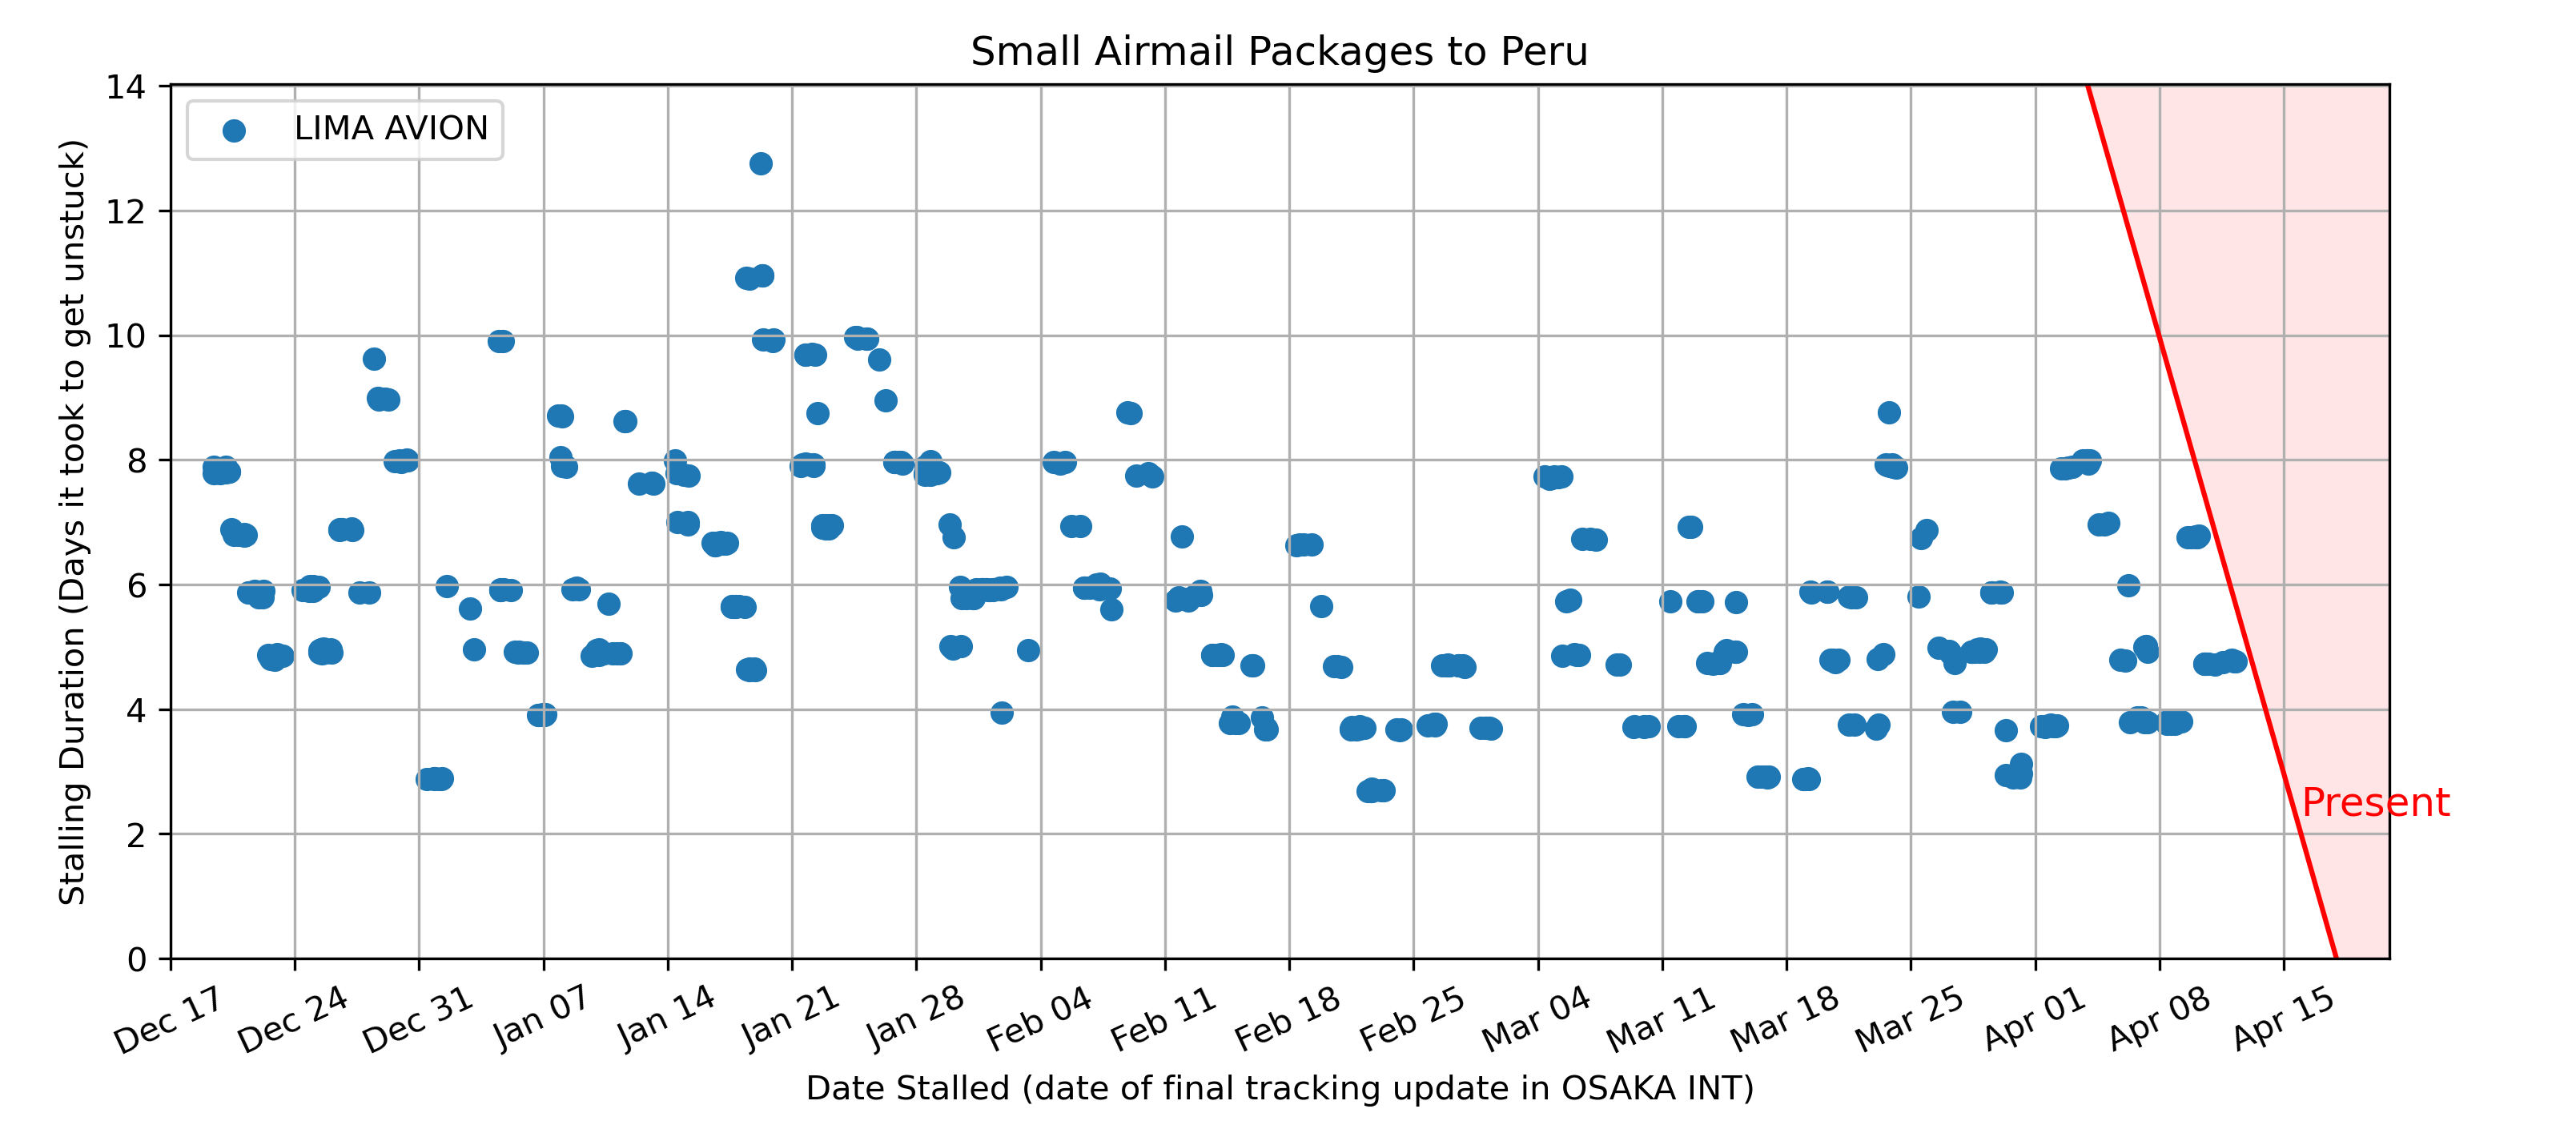 Small Airmail Packages to Peru
LIMA AVION
Stalling Duration (Days it took to get unstuck)
14
12
10
8
6
4
2
0
Present
Dec 17
Dec 24
Dec 31
Jan 07
Jan 14
Jan 21
Jan 28
Feb 04
Feb 11
Feb 18
Feb 25
Mar 04
Mar 11
Mar 18
Mar 25
Apr 01
Apr 08
Apr 15
Date Stalled (date of final tracking update in OSAKA INT)